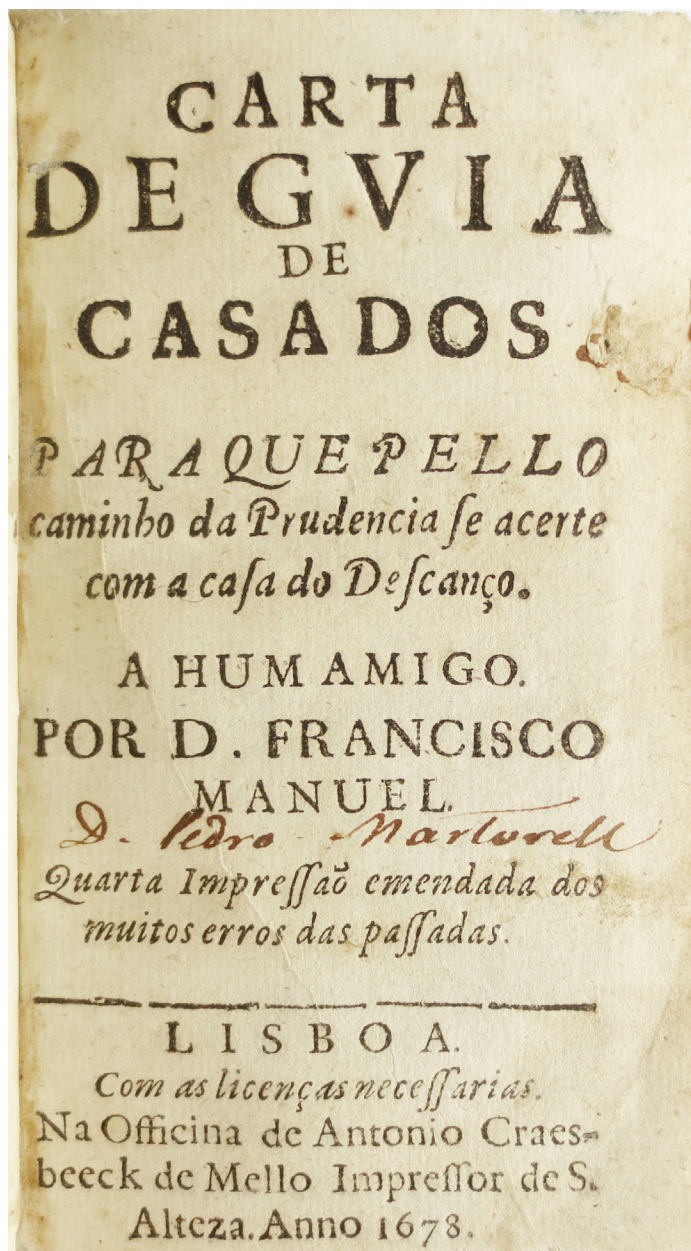 CARTA
DE GVIA
DE
CASADOS
PARA QUE PELLO
caminho da Prudencia ſe acerte
com a caſa do Deſcanço.
A HUM AMIGO.
POR D. FRANCISCO
MANUEL.
D. Pedro Martorell
Quarta Impreſſaõ emendada dos
muitos erros das paſſadas.
LISBOA.
Com as licenças neceſſarias.
Na Officina de Antonio Craes-
beeck de Mello Impreſſor de S.
Alteza. Anno 1678.